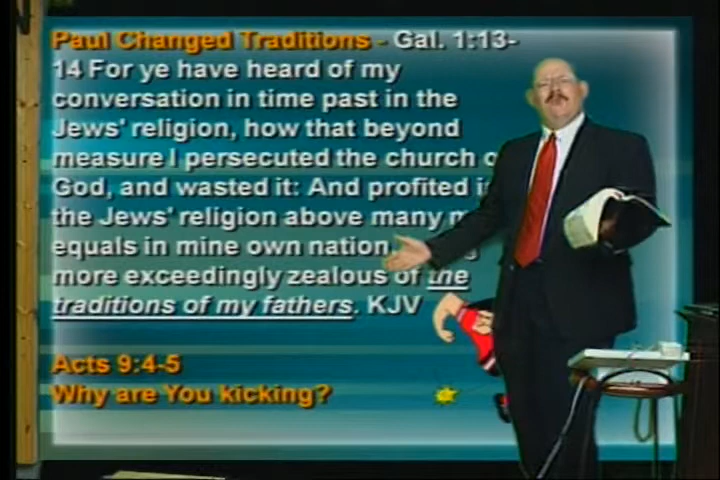 Paul Changed Traditions - Gal. 1:13-
14 For ye have heard of my
conversation in time past in the
Jews' religion, how that beyond
measure I persecuted the church
God, and wasted it: And profited
the Jews' religion above many
equals in mine own nation
more exceedingly zealous of the
traditions of my fathers. KJV
Acts 9:4-5
Why are You kicking?